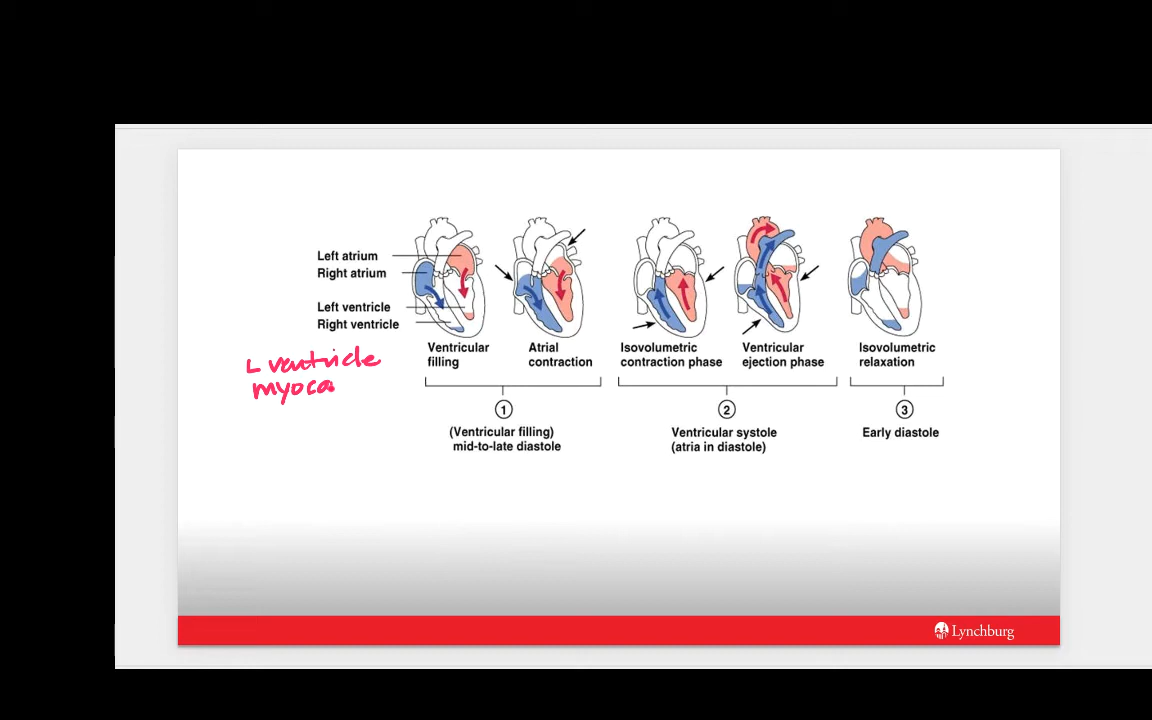 Left atrium
Right atrium
Left ventricle
Right ventricle
L ventricle
myoca
Ventricular
filling
Atrial
contraction
Isovolumetric
contraction phase
Ventricular
ejection phase
Isovolumetric
relaxation
1
2
3
(Ventricular filling)
mid-to-late diastole
Ventricular systole
(atria in diastole)
Early diastole
Lynchburg